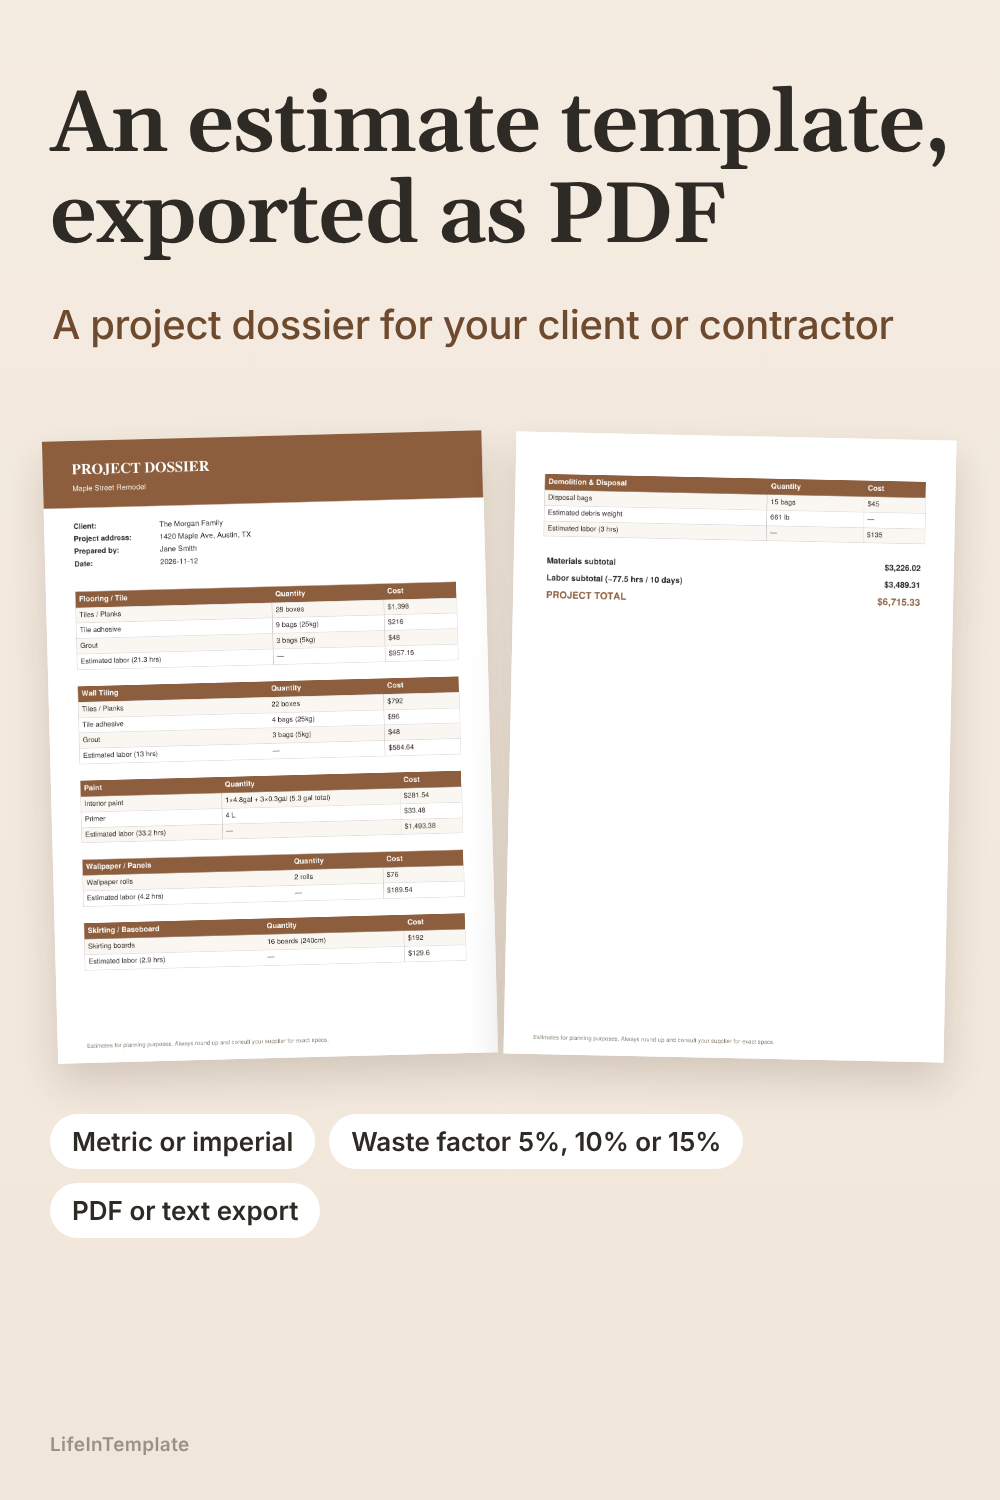 An estimate template,
exported as PDF
A project dossier for your client or contractor
PROJECT DOSSIER
Maple Street Remodel
Client: The Morgan Family
Project address: 1420 Maple Ave, Austin, TX
Prepared by: Jane Smith
Date: 2026-11-12
Flooring / Tile Quantity Cost
Tiles / Planks 28 boxes $1,398
Tile adhesive 9 bags (25kg) $216
Grout 3 bags (5kg) $48
Estimated labor (21.3 hrs) — $957.15
Wall Tiling Quantity Cost
Tiles / Planks 22 boxes $792
Tile adhesive 4 bags (25kg) $96
Grout 3 bags (5kg) $48
Estimated labor (13 hrs) — $584.64
Paint Quantity Cost
Interior paint 1×4.8gal + 3×0.3gal (5.3 gal total) $281.54
Primer 4 L $33.48
Estimated labor (33.2 hrs) — $1,493.38
Wallpaper / Panels Quantity Cost
Wallpaper rolls 2 rolls $76
Estimated labor (4.2 hrs) — $189.54
Skirting / Baseboard Quantity Cost
Skirting boards 16 boards (240cm) $192
Estimated labor (2.9 hrs) — $129.6
Estimates for planning purposes. Always round up and consult your supplier for exact specs.
Demolition & Disposal Quantity Cost
Disposal bags 15 bags $45
Estimated debris weight 661 lb —
Estimated labor (3 hrs) — $135
Materials subtotal $3,226.02
Labor subtotal (~77.5 hrs / 10 days) $3,489.31
PROJECT TOTAL $6,715.33
Estimates for planning purposes. Always round up and consult your supplier for exact specs.
Metric or imperial
Waste factor 5%, 10% or 15%
PDF or text export
LifeInTemplate